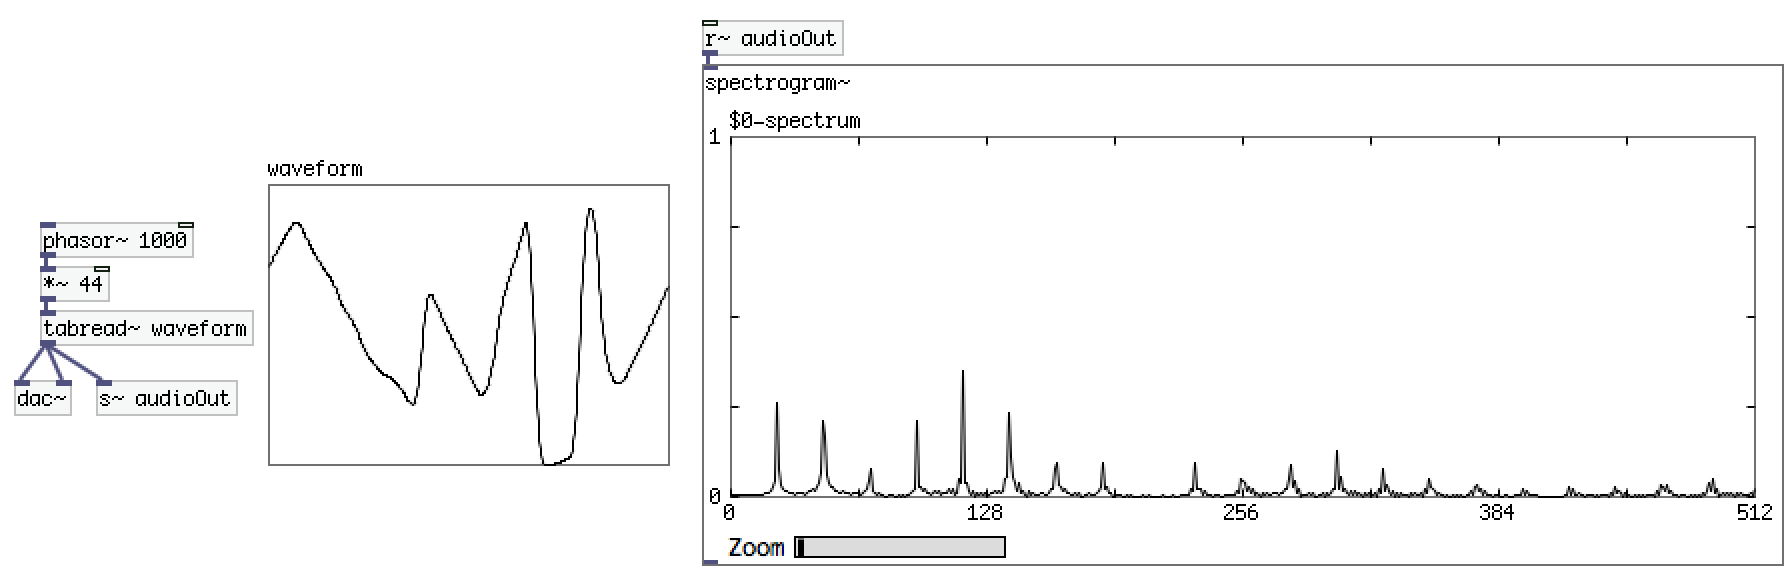 phasor~ 1000
*~ 44
tabread~ waveform
dac~
s~ audioOut
waveform
r~ audioOut
spectrogram~
$0-spectrum
1
0
0 128 256 384 512
Zoom